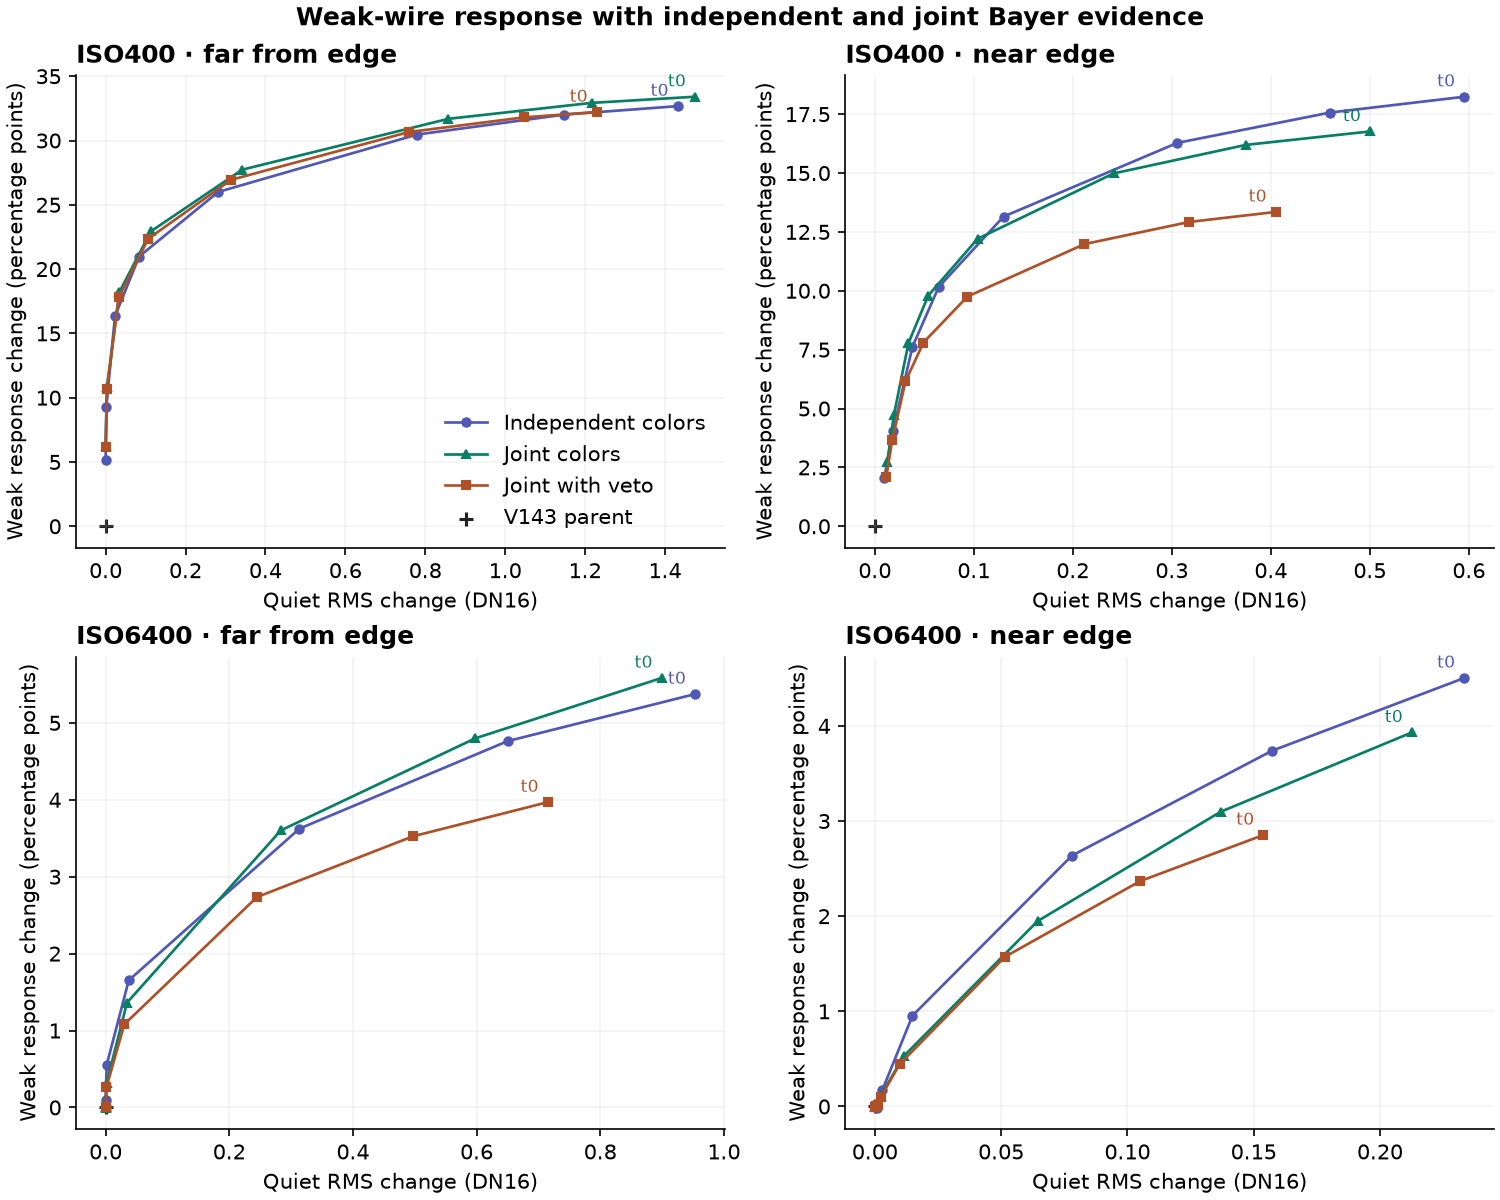 Weak-wire response with independent and joint Bayer evidence
ISO400 · far from edge
Weak response change (percentage points)
35
30
25
20
15
10
5
0
t0
t0
t0
Independent colors
Joint colors
Joint with veto
V143 parent
0.0 0.2 0.4 0.6 0.8 1.0 1.2 1.4
Quiet RMS change (DN16)
ISO400 · near edge
Weak response change (percentage points)
17.5
15.0
12.5
10.0
7.5
5.0
2.5
0.0
t0
t0
t0
0.0 0.1 0.2 0.3 0.4 0.5 0.6
Quiet RMS change (DN16)
ISO6400 · far from edge
Weak response change (percentage points)
5
4
3
2
1
0
t0
t0
t0
0.0 0.2 0.4 0.6 0.8 1.0
Quiet RMS change (DN16)
ISO6400 · near edge
Weak response change (percentage points)
4
3
2
1
0
t0
t0
t0
0.00 0.05 0.10 0.15 0.20
Quiet RMS change (DN16)